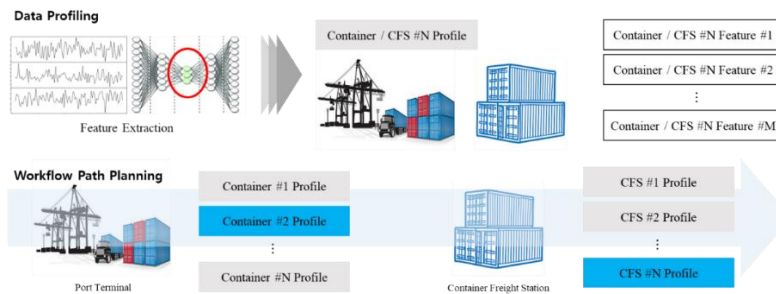 Data Profiling
Container / CFS #N Profile
Container / CFS #N Feature #1
Container / CFS #N Feature #2
⋮
Container / CFS #N Feature #M
Feature Extraction
Workflow Path Planning
Port Terminal
Container #1 Profile
Container #2 Profile
⋮
Container #N Profile
Container Freight Station
CFS #1 Profile
CFS #2 Profile
⋮
CFS #N Profile